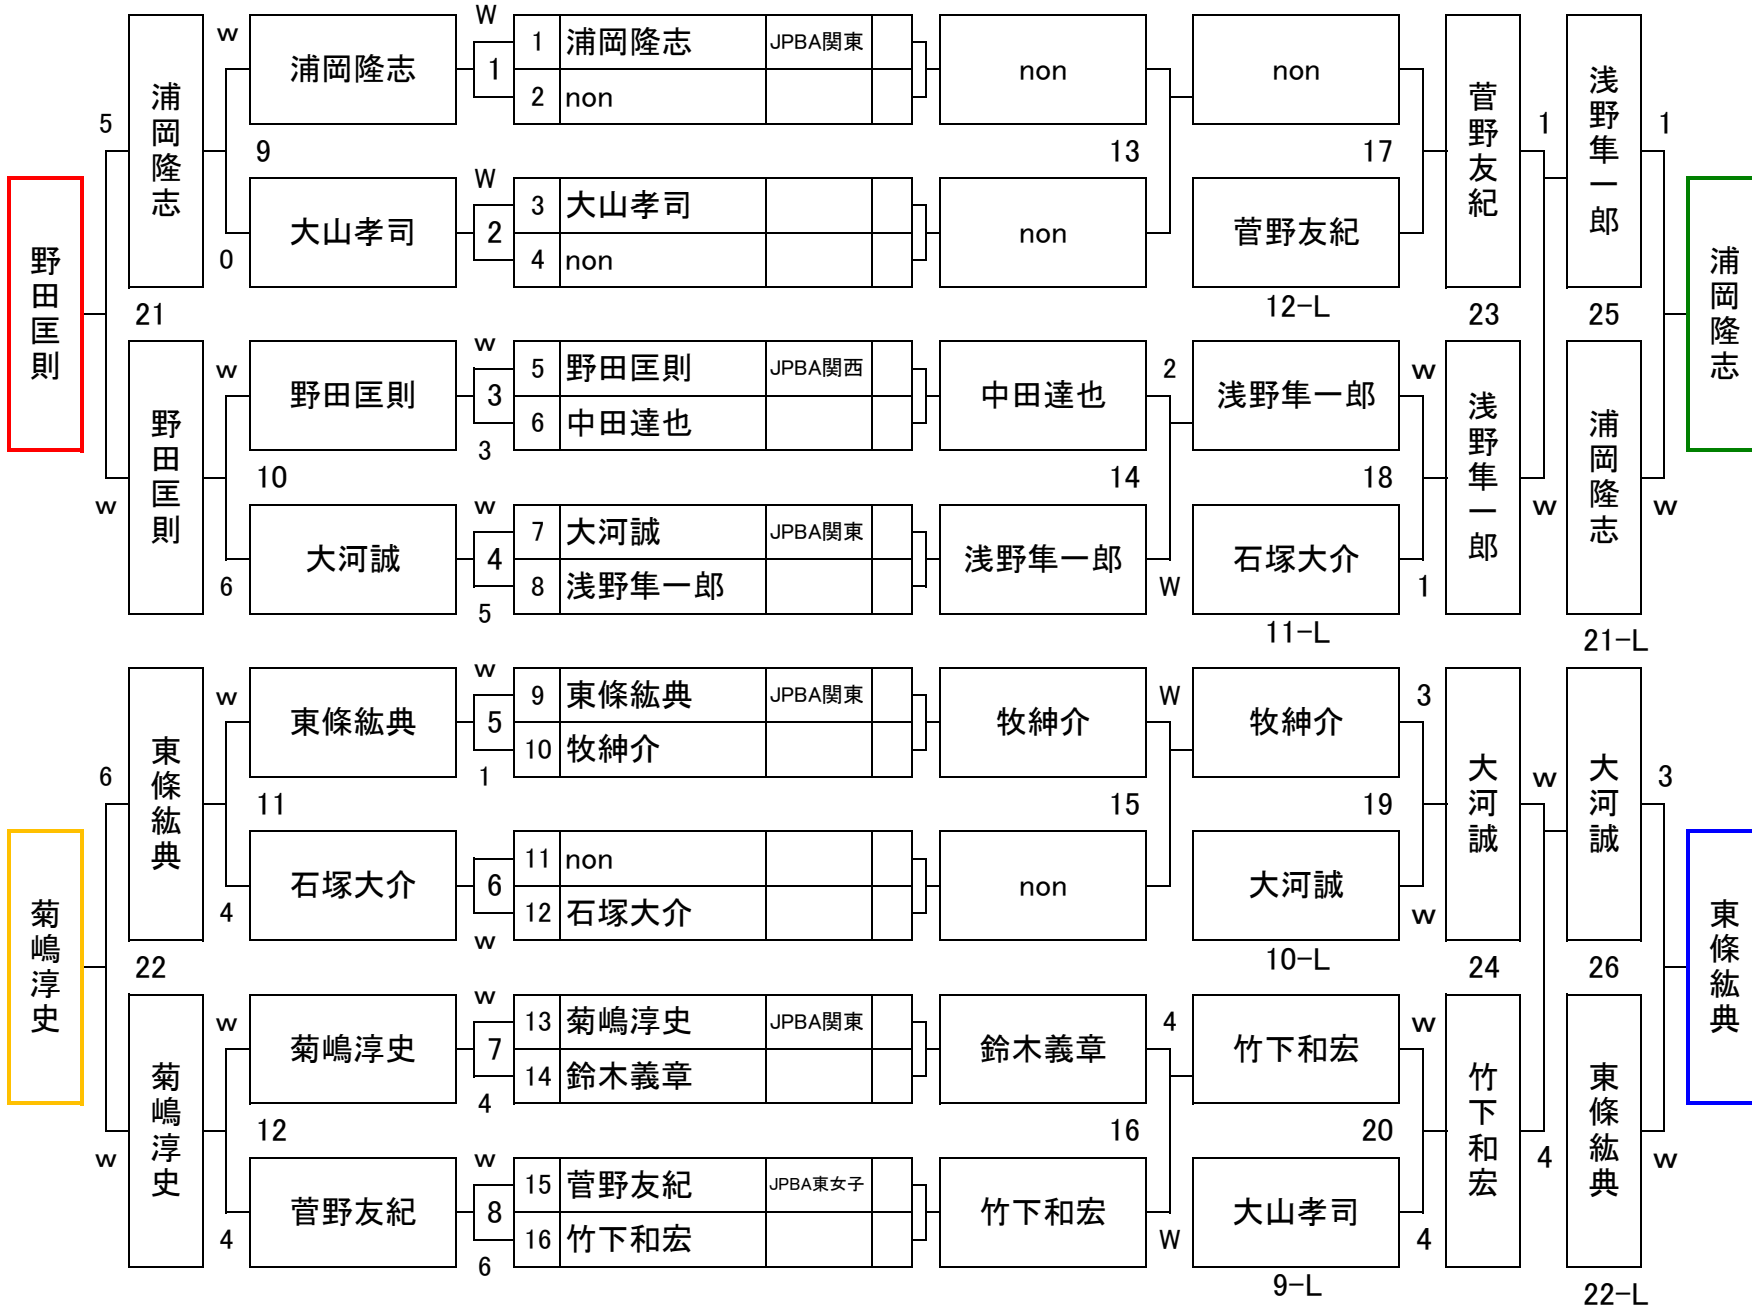 W
w
1 浦岡隆志 JPBA関東
浦岡隆志
1
non
non
2 non
浦岡隆志
菅野友紀
浅野隼一郎
5
1
1
9
13
17
W
3 大山孝司
大山孝司
2
non
菅野友紀
4 non
0
野田匡則
浦岡隆志
12-L
21
23
25
w
w
5 野田匡則 JPBA関西
2
w
野田匡則
3
中田達也
浅野隼一郎
6 中田達也
3
野田匡則
浅野隼一郎
浦岡隆志
10
14
18
w
w
w
w
7 大河誠 JPBA関東
大河誠
4
浅野隼一郎
石塚大介
8 浅野隼一郎
6
5
W
1
11-L
21-L
w
w
9 東條紘典 JPBA関東
W
3
東條紘典
5
牧紳介
牧紳介
10 牧紳介
6
1
w
3
東條紘典
大河誠
大河誠
11
15
19
11 non
石塚大介
6
non
大河誠
12 石塚大介
4
w
w
菊嶋淳史
東條紘典
10-L
22
24
26
w
w
13 菊嶋淳史 JPBA関東
4
w
菊嶋淳史
7
鈴木義章
竹下和宏
14 鈴木義章
4
菊嶋淳史
竹下和宏
東條紘典
12
16
20
w
w
4
w
15 菅野友紀 JPBA東女子
菅野友紀
8
竹下和宏
大山孝司
16 竹下和宏
4
6
W
4
9-L
22-L